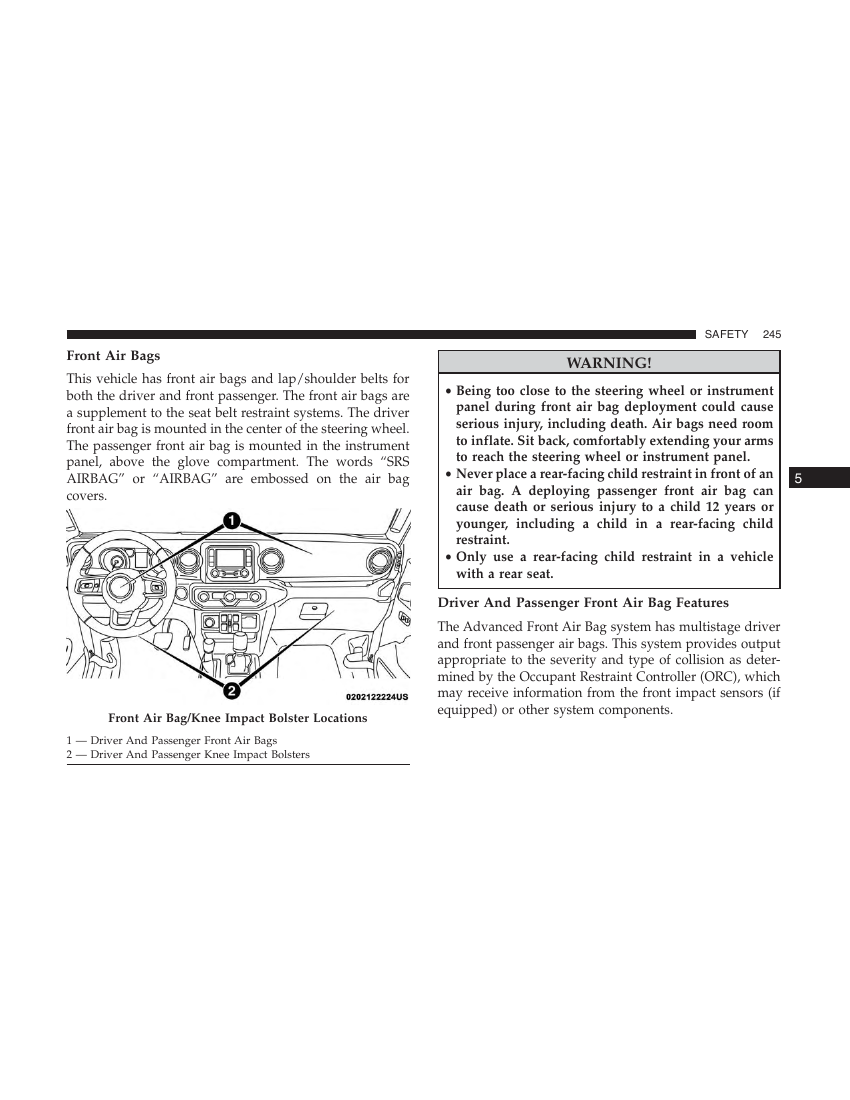 SAFETY 245
Front Air Bags
This vehicle has front air bags and lap/shoulder belts for
both the driver and front passenger. The front air bags are
a supplement to the seat belt restraint systems. The driver
front air bag is mounted in the center of the steering wheel.
The passenger front air bag is mounted in the instrument
panel, above the glove compartment. The words “SRS
AIRBAG” or “AIRBAG” are embossed on the air bag
covers.
1
2
0202122224US
Front Air Bag/Knee Impact Bolster Locations
1 — Driver And Passenger Front Air Bags
2 — Driver And Passenger Knee Impact Bolsters
WARNING!
• Being too close to the steering wheel or instrument
panel during front air bag deployment could cause
serious injury, including death. Air bags need room
to inflate. Sit back, comfortably extending your arms
to reach the steering wheel or instrument panel.
• Never place a rear-facing child restraint in front of an
air bag. A deploying passenger front air bag can
cause death or serious injury to a child 12 years or
younger, including a child in a rear-facing child
restraint.
• Only use a rear-facing child restraint in a vehicle
with a rear seat.
Driver And Passenger Front Air Bag Features
The Advanced Front Air Bag system has multistage driver
and front passenger air bags. This system provides output
appropriate to the severity and type of collision as deter-
mined by the Occupant Restraint Controller (ORC), which
may receive information from the front impact sensors (if
equipped) or other system components.
5